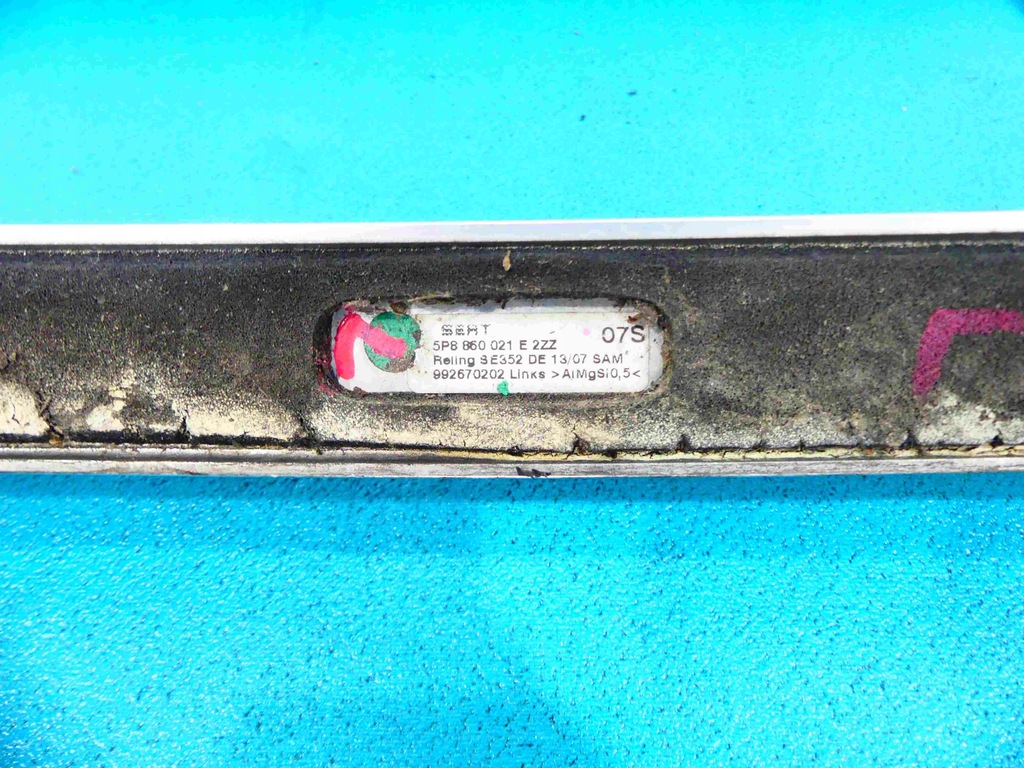 SEAT 07S
5P8 860 021 E 2ZZ
Reling SE352 DE 13/07 SAM
992670202 Links >AlMgSi0,5<